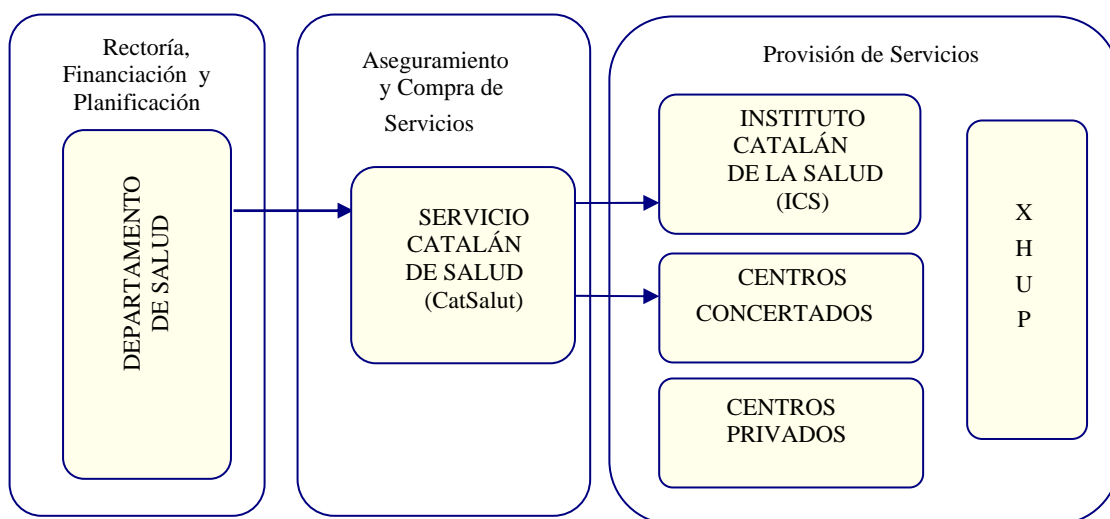 Rectoría,
Financiación y
Planificación
DEPARTAMENTO
DE SALUD
Aseguramiento
y Compra de
Servicios
SERVICIO
CATALÁN
DE SALUD
(CatSalut)
Provisión de Servicios
INSTITUTO
CATALÁN
DE LA SALUD
(ICS)
CENTROS
CONCERTADOS
CENTROS
PRIVADOS
X
H
U
P